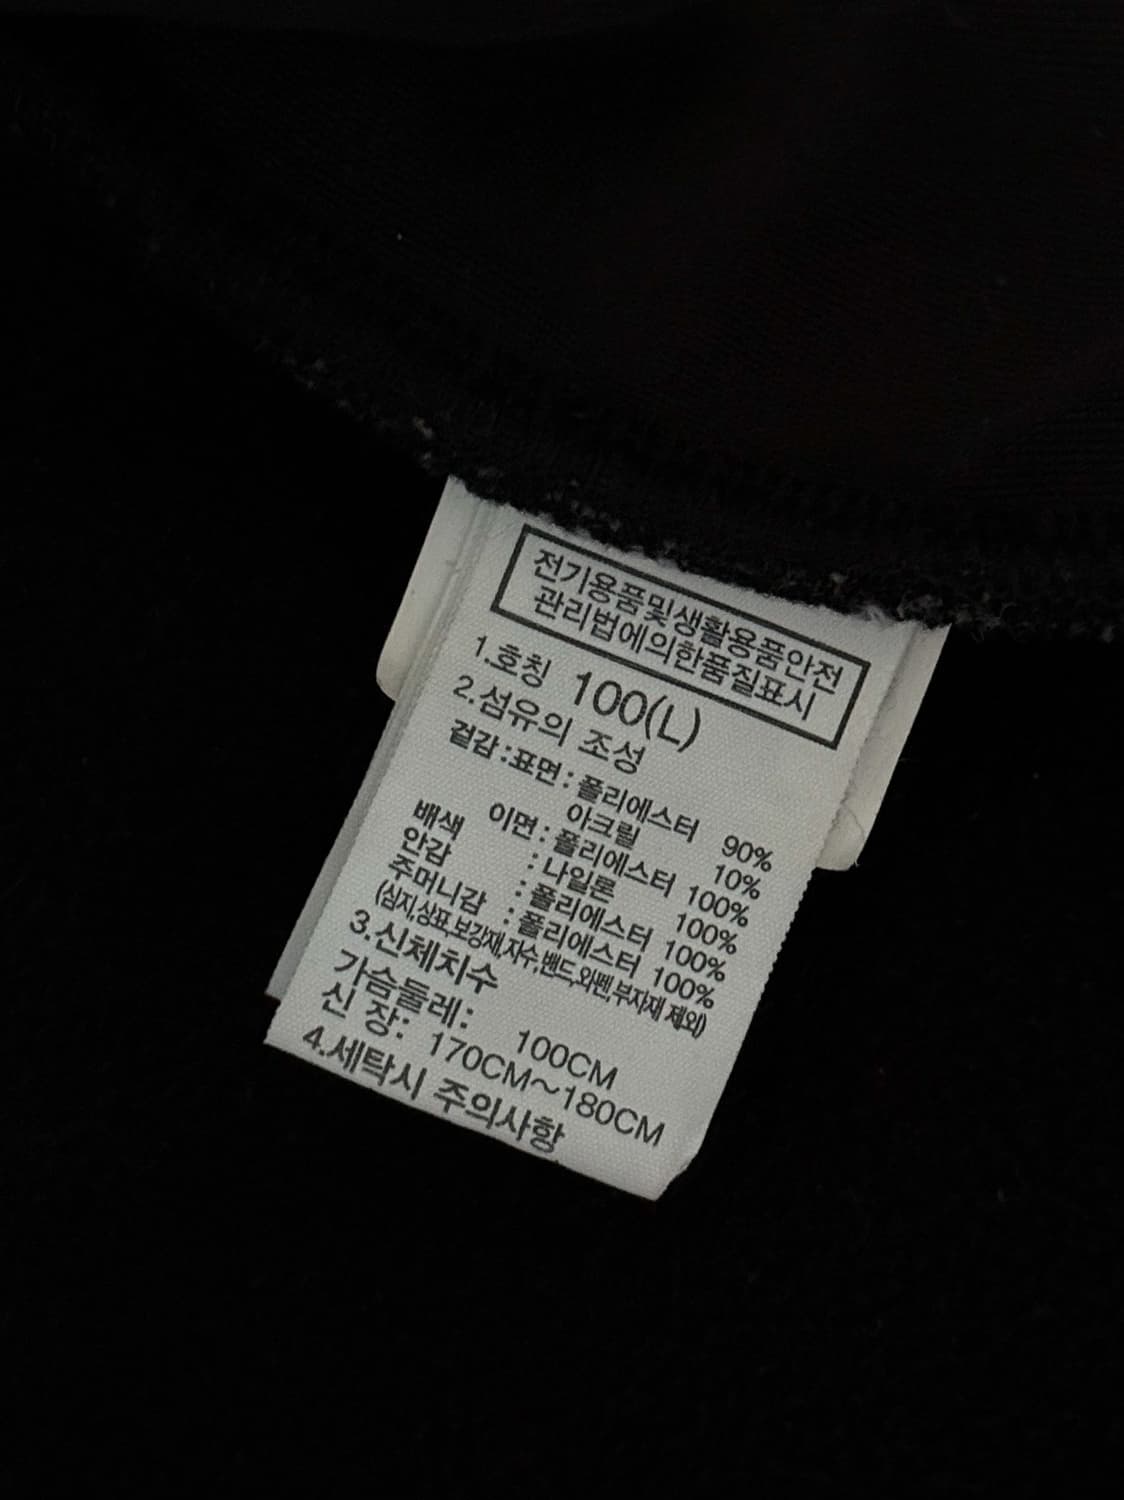 전기용품및생활용품안전
관리법에의한품질표시
1.호칭 100(L)
2.섬유의 조성
겉감:표면:폴리에스터 90%
아크릴 10%
이면:폴리에스터 100%
배색 :나일론 100%
안감 :폴리에스터 100%
주머니감 :폴리에스터 100%
(심지,상표,보강재,자수,밴드,와펜,부자재 제외)
3.신체치수
가슴둘레: 100CM
신 장: 170CM~180CM
4.세탁시 주의사항